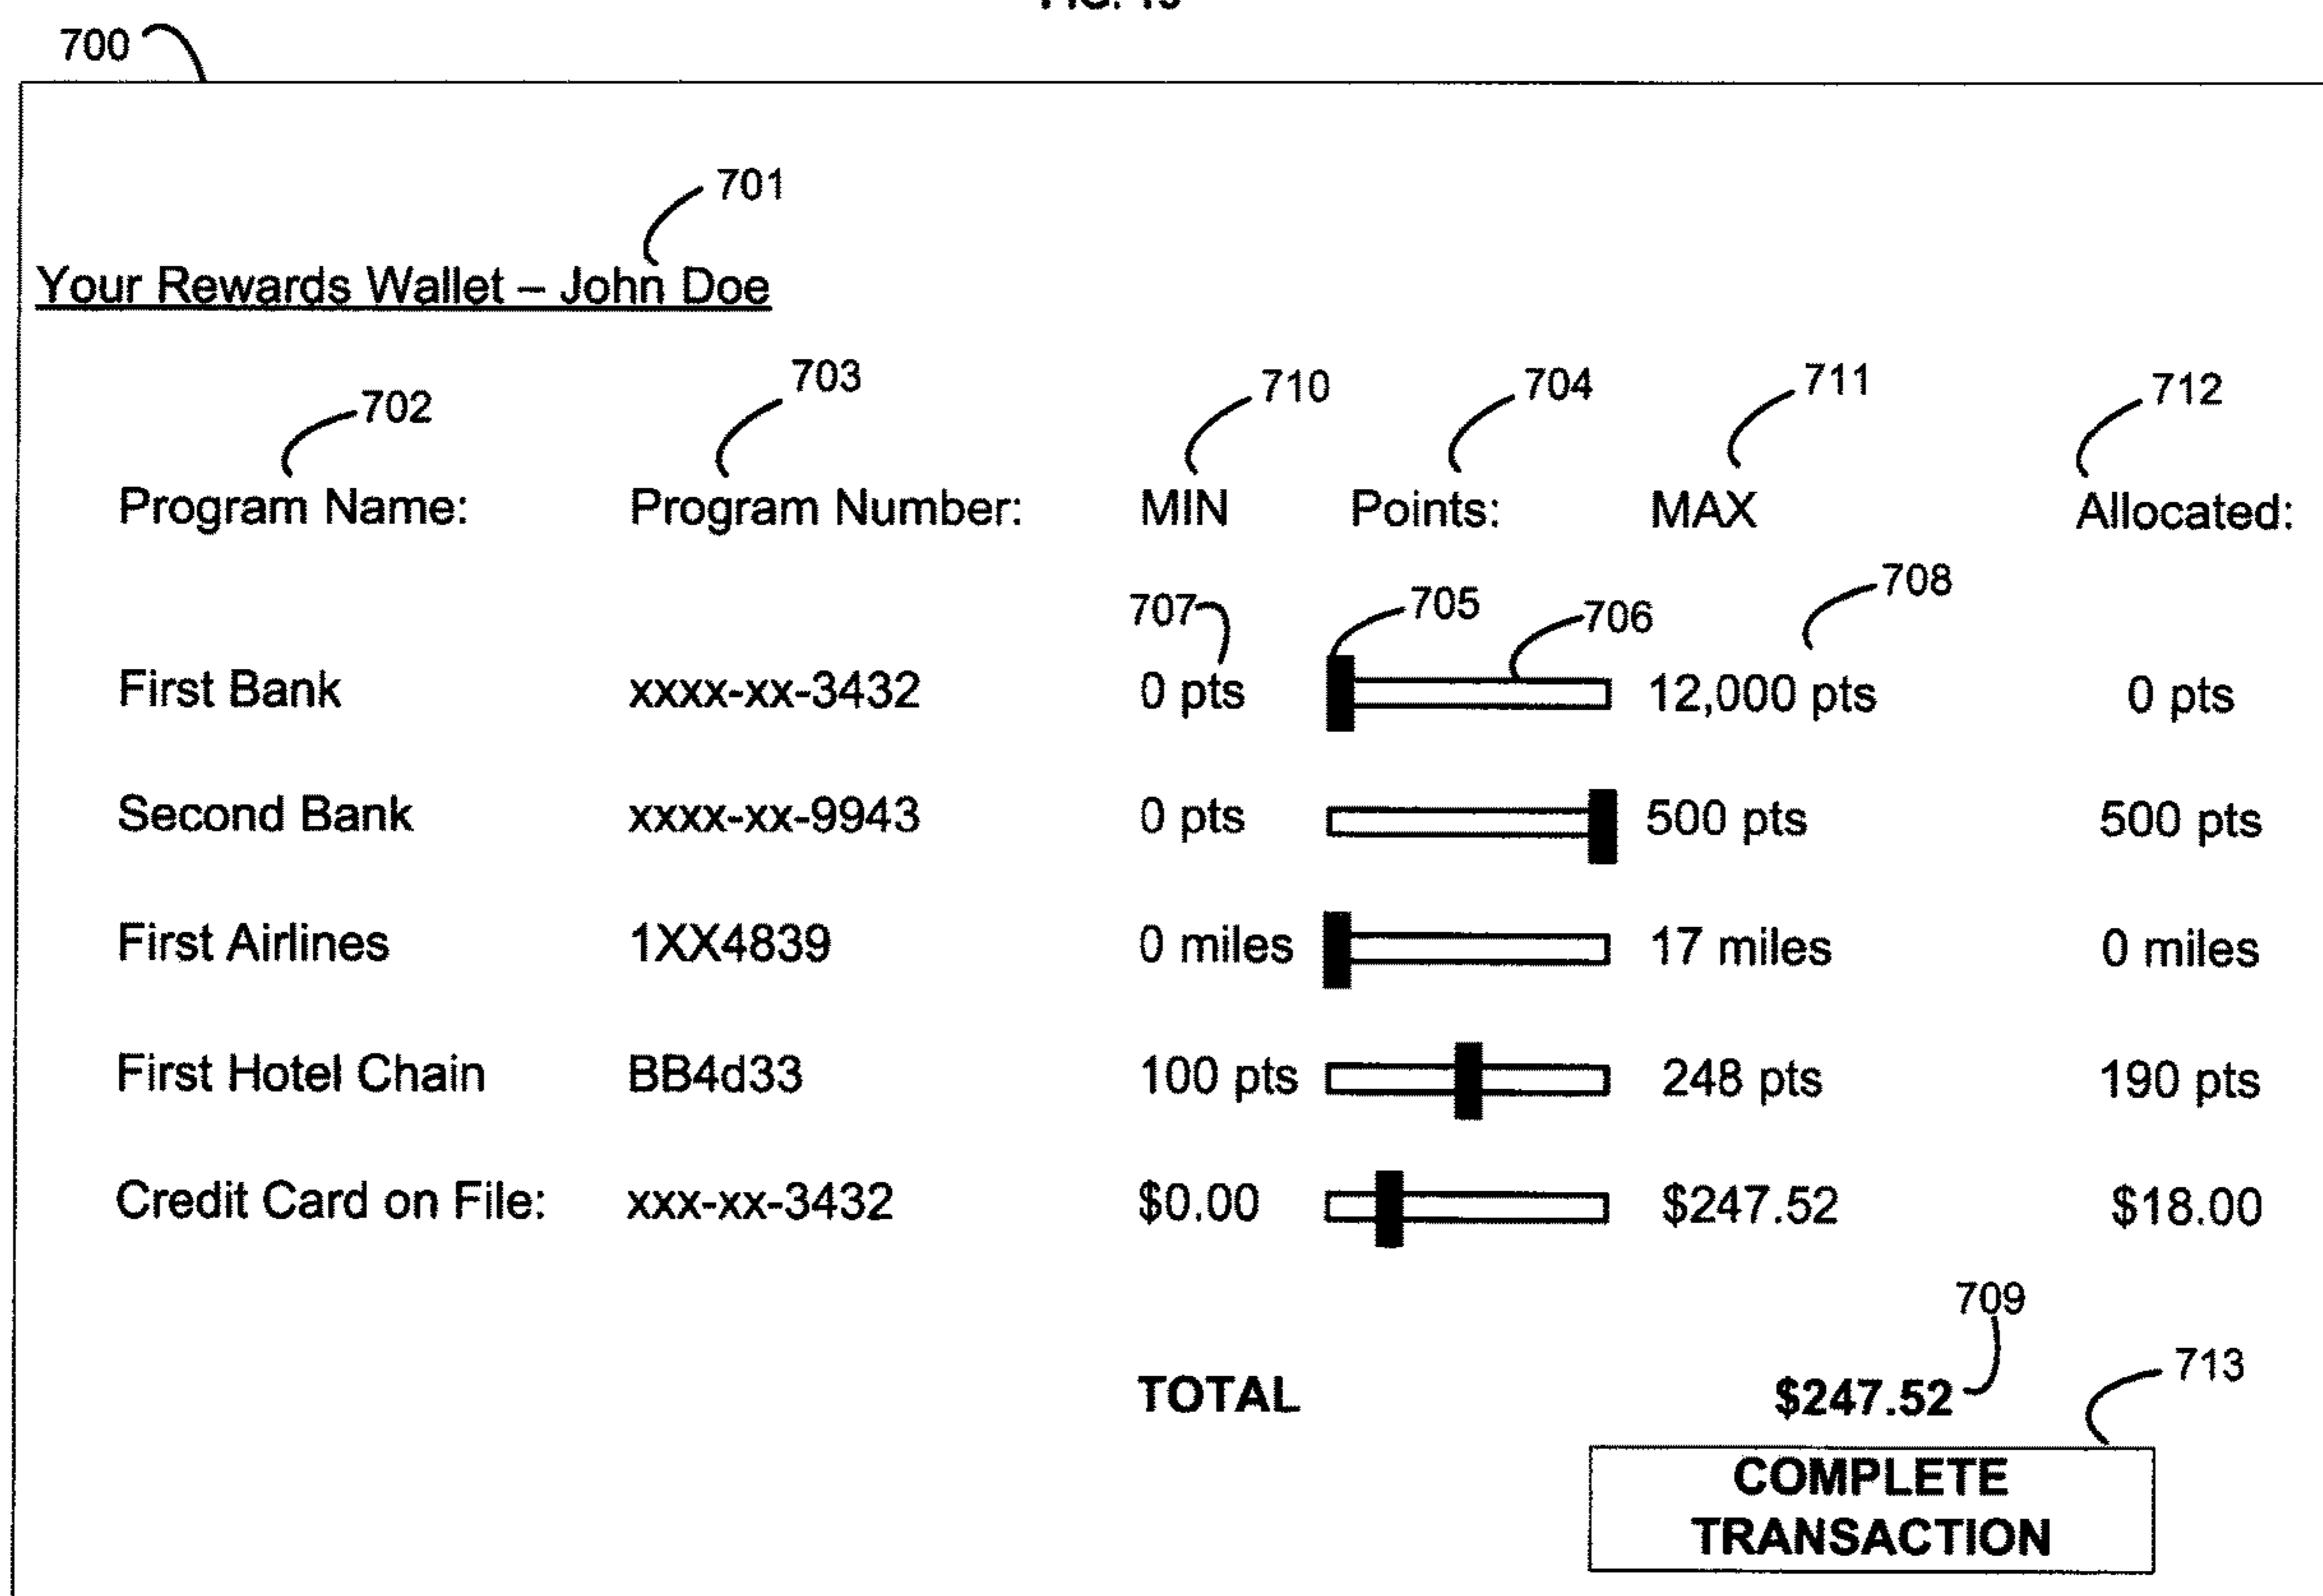 700
701
Your Rewards Wallet – John Doe
702 703 710 704 711 712
Program Name: Program Number: MIN Points: MAX Allocated:
707 705 706 708
First Bank xxxx-xx-3432 0 pts 12,000 pts 0 pts
Second Bank xxxx-xx-9943 0 pts 500 pts 500 pts
First Airlines 1XX4839 0 miles 17 miles 0 miles
First Hotel Chain BB4d33 100 pts 248 pts 190 pts
Credit Card on File: xxx-xx-3432 $0.00 $247.52 $18.00
709
TOTAL $247.52 713
COMPLETE
TRANSACTION